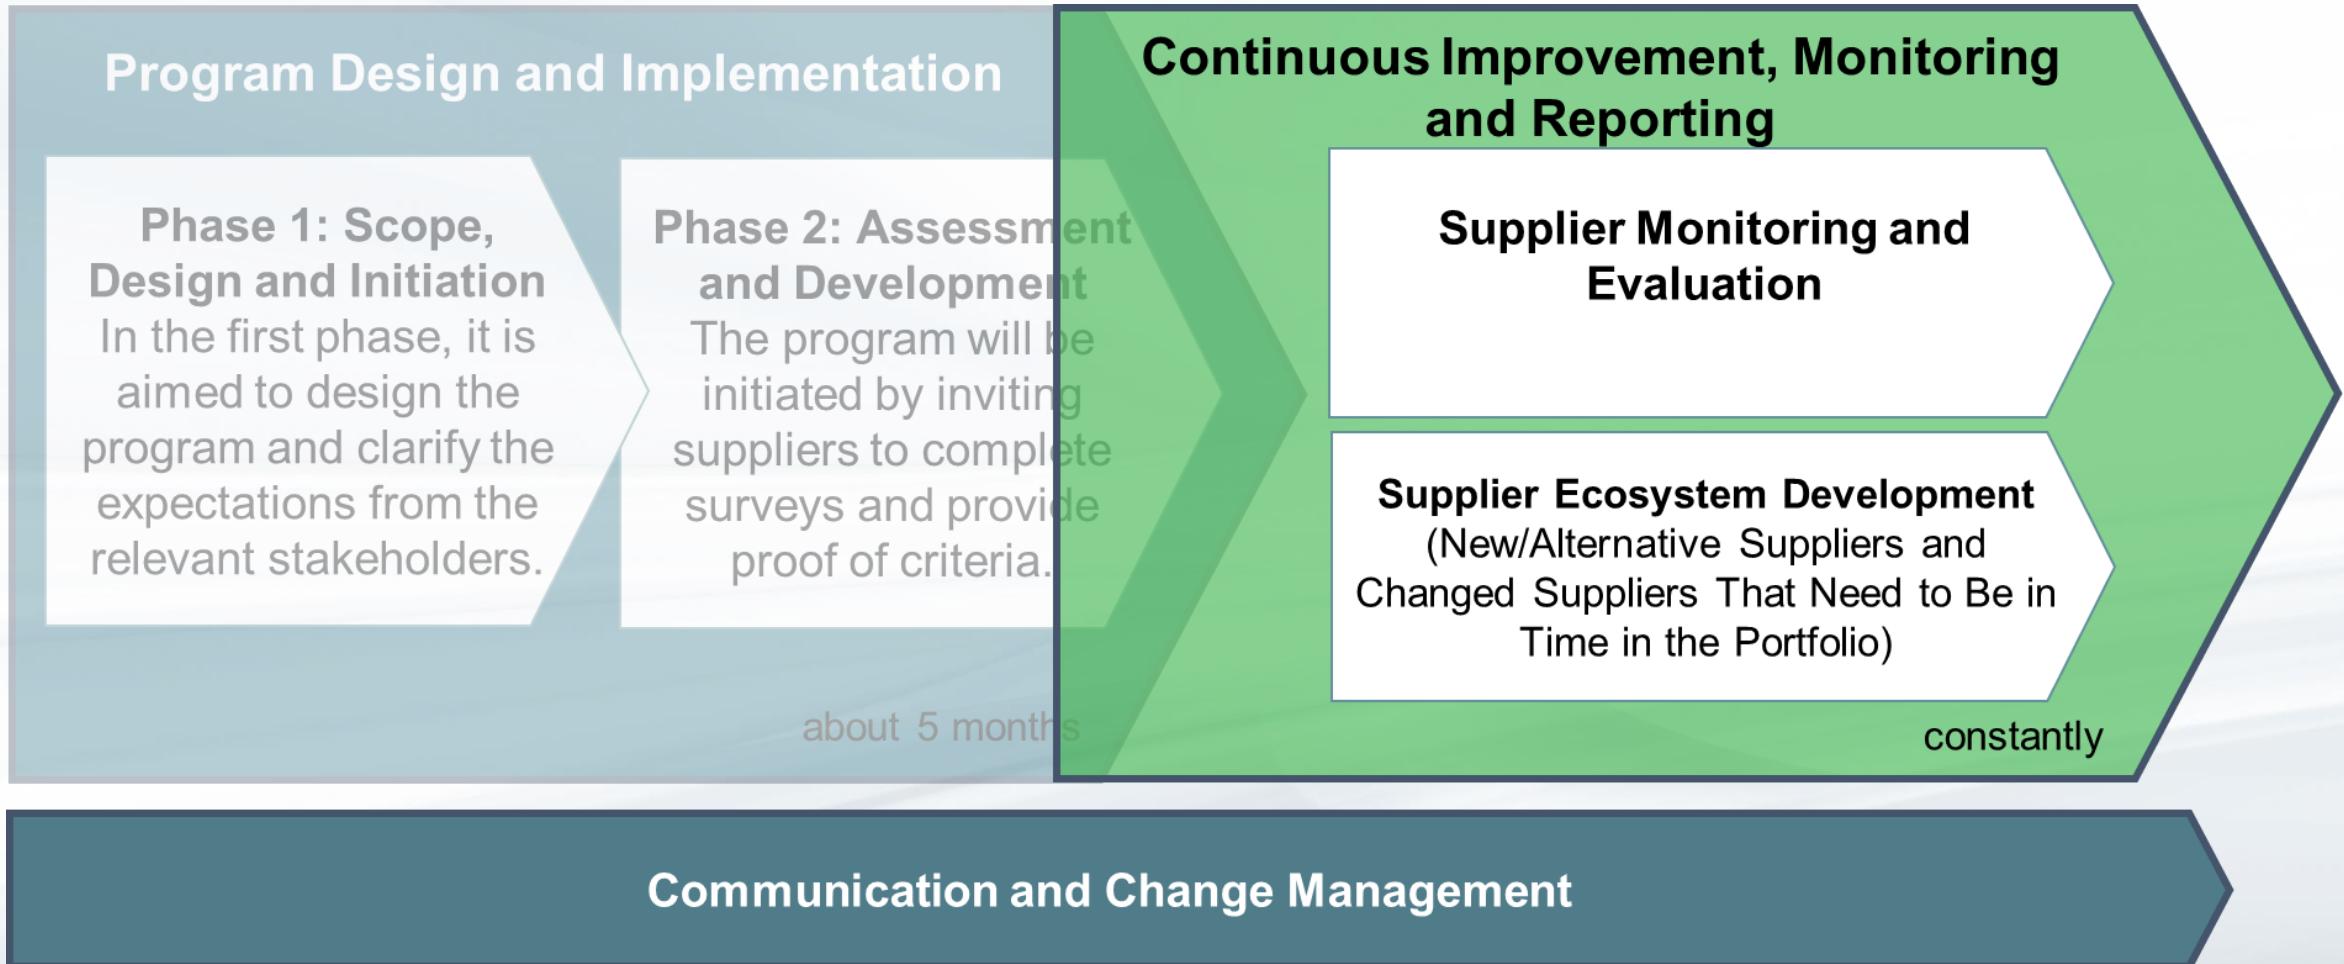 Program Design and Implementation
Phase 1: Scope,
Design and Initiation
In the first phase, it is
aimed to design the
program and clarify the
expectations from the
relevant stakeholders.
Phase 2: Assessment
and Development
The program will be
initiated by inviting
suppliers to complete
surveys and provide
proof of criteria.
about 5 months
Continuous Improvement, Monitoring
and Reporting
Supplier Monitoring and
Evaluation
Supplier Ecosystem Development
(New/Alternative Suppliers and
Changed Suppliers That Need to Be in
Time in the Portfolio)
constantly
Communication and Change Management